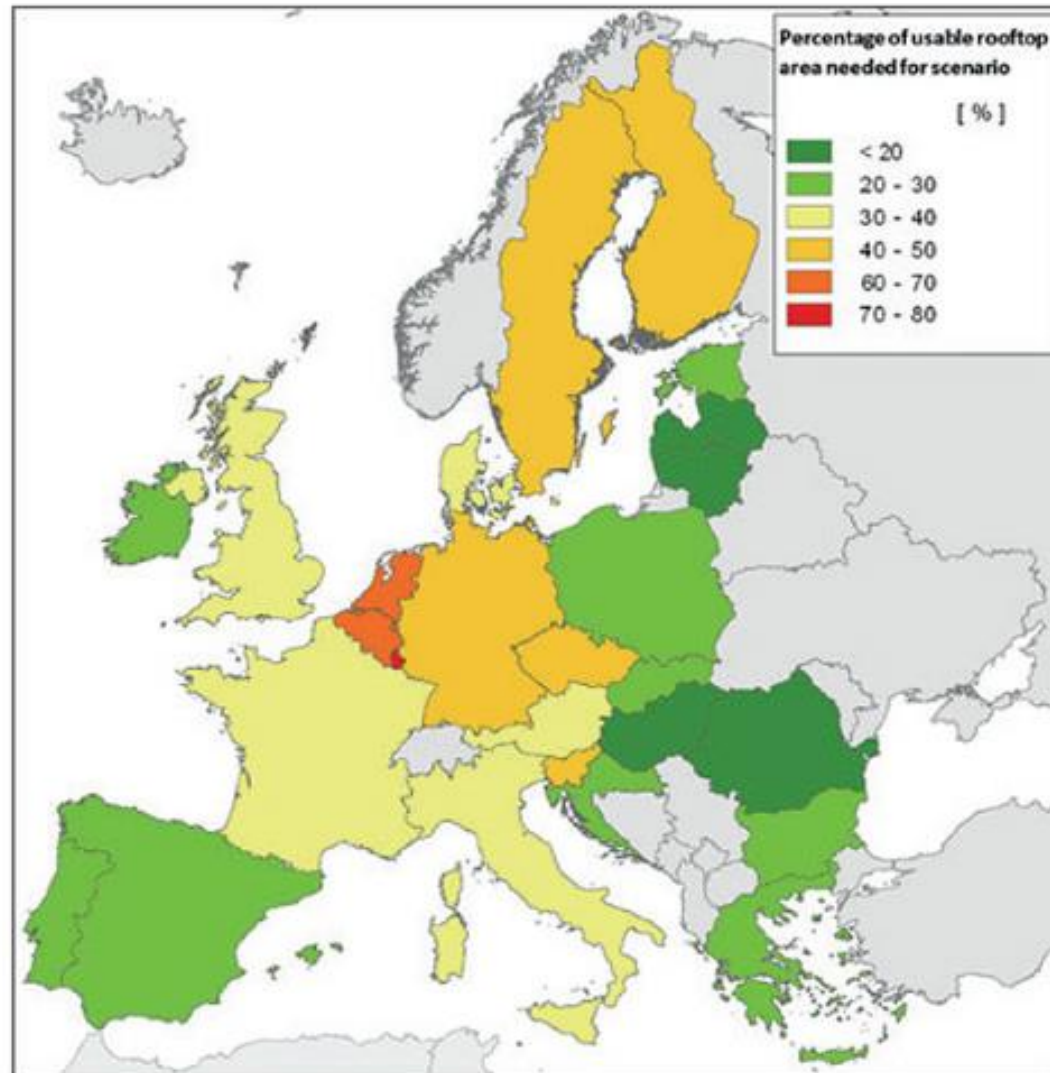 Percentage of usable rooftop
area needed for scenario
[ % ]
< 20
20 - 30
30 - 40
40 - 50
60 - 70
70 - 80